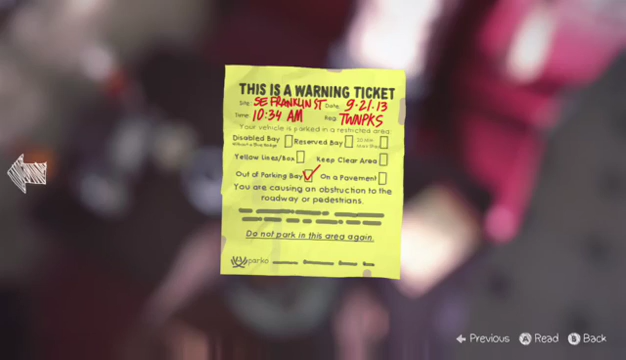 THIS IS A WARNING TICKET
Site: SE FRANKLIN ST Date: 9.21.13
Time: 10:34 AM Reg: TWNPKS
Your vehicle is parked in a restricted area:
Disabled Bay Reserved Bay
Yellow Lines/Box Keep Clear Area
Out of Parking Bay On a Pavement
You are causing an obstruction to the
roadway or pedestrians.
Do not park in this area again.
Previous A Read B Back